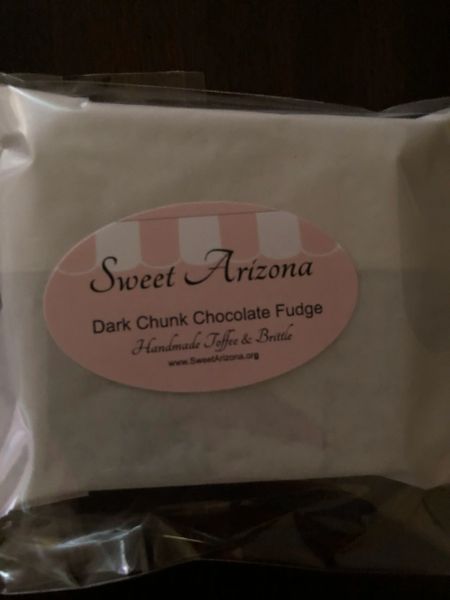 Sweet Arizona
Dark Chunk Chocolate Fudge
Handmade Toffee & Brittle
www.SweetArizona.org